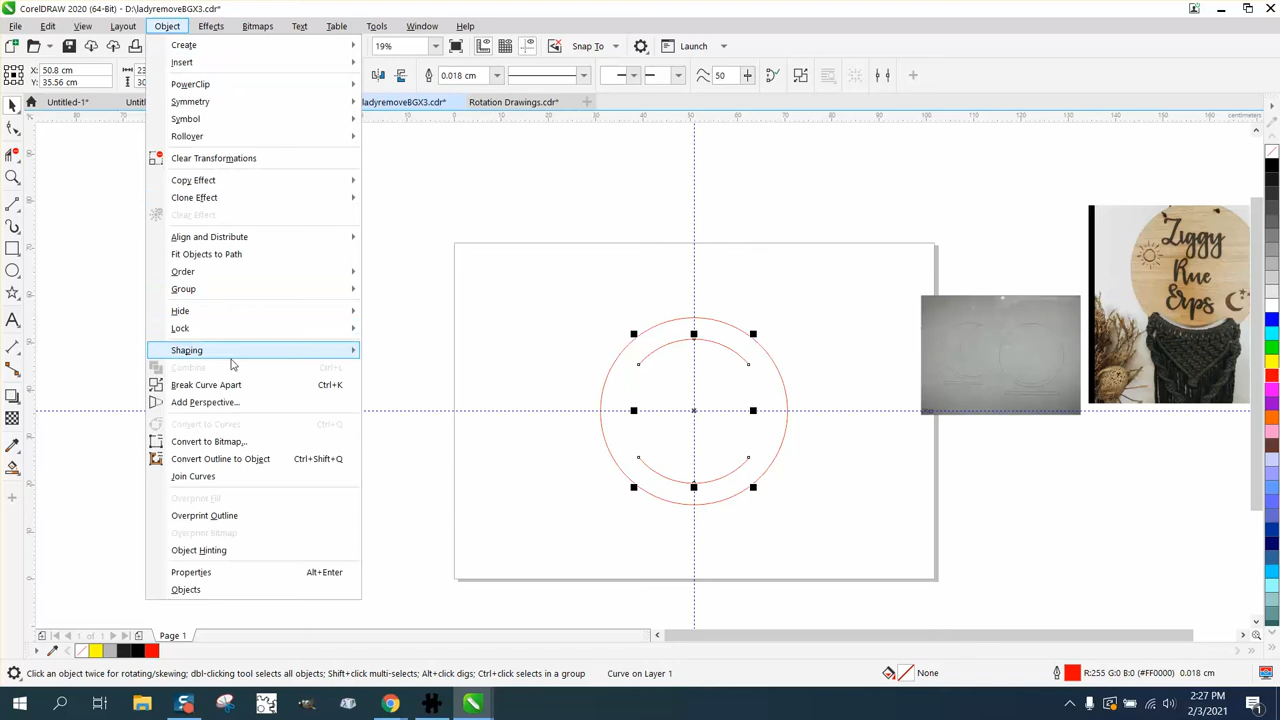 CorelDRAW 2020 (64-Bit) - D:\ladyremoveBGX3.cdr*
File Edit View Layout Object Effects Bitmaps Text Table Tools Window Help
19% Snap To Launch
X: 50.8 cm
Y: 35.56 cm
0.018 cm 50
Untitled-1* ladyremoveBGX3.cdr* Rotation Drawings.cdr*
centimeters
Create
Insert
PowerClip
Symmetry
Symbol
Rollover
Clear Transformations
Copy Effect
Clone Effect
Clear Effect
Align and Distribute
Fit Objects to Path
Order
Group
Hide
Lock
Shaping
Combine Ctrl+L
Break Curve Apart Ctrl+K
Add Perspective...
Convert to Curves Ctrl+Q
Convert to Bitmap...
Convert Outline to Object Ctrl+Shift+Q
Join Curves
Overprint Fill
Overprint Outline
Overprint Bitmap
Object Hinting
Properties Alt+Enter
Objects
Ziggy
Rue
Erps
1 of 1 Page 1
Click an object twice for rotating/skewing; dbl-clicking tool selects all objects; Shift+click multi-selects; Alt+click digs; Ctrl+click selects in a group Curve on Layer 1 None R:255 G:0 B:0 (#FF0000) 0.018 cm
2:27 PM
2/3/2021